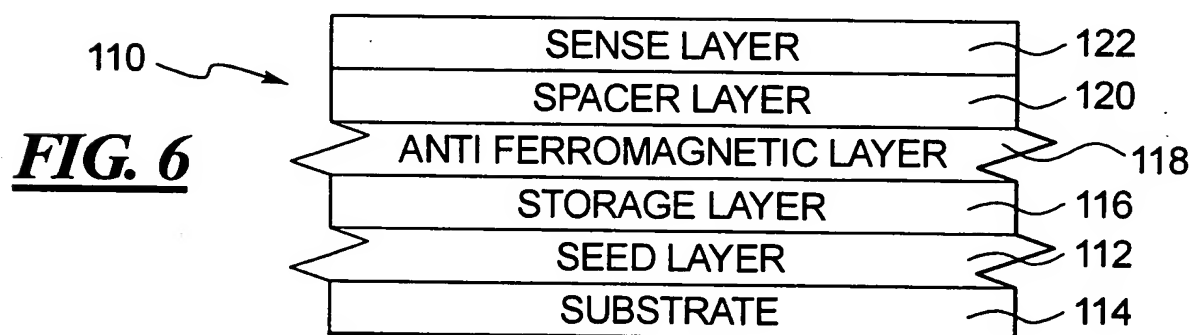 SENSE LAYER 122
110
SPACER LAYER 120
FIG. 6
ANTI FERROMAGNETIC LAYER 118
STORAGE LAYER 116
SEED LAYER 112
SUBSTRATE 114